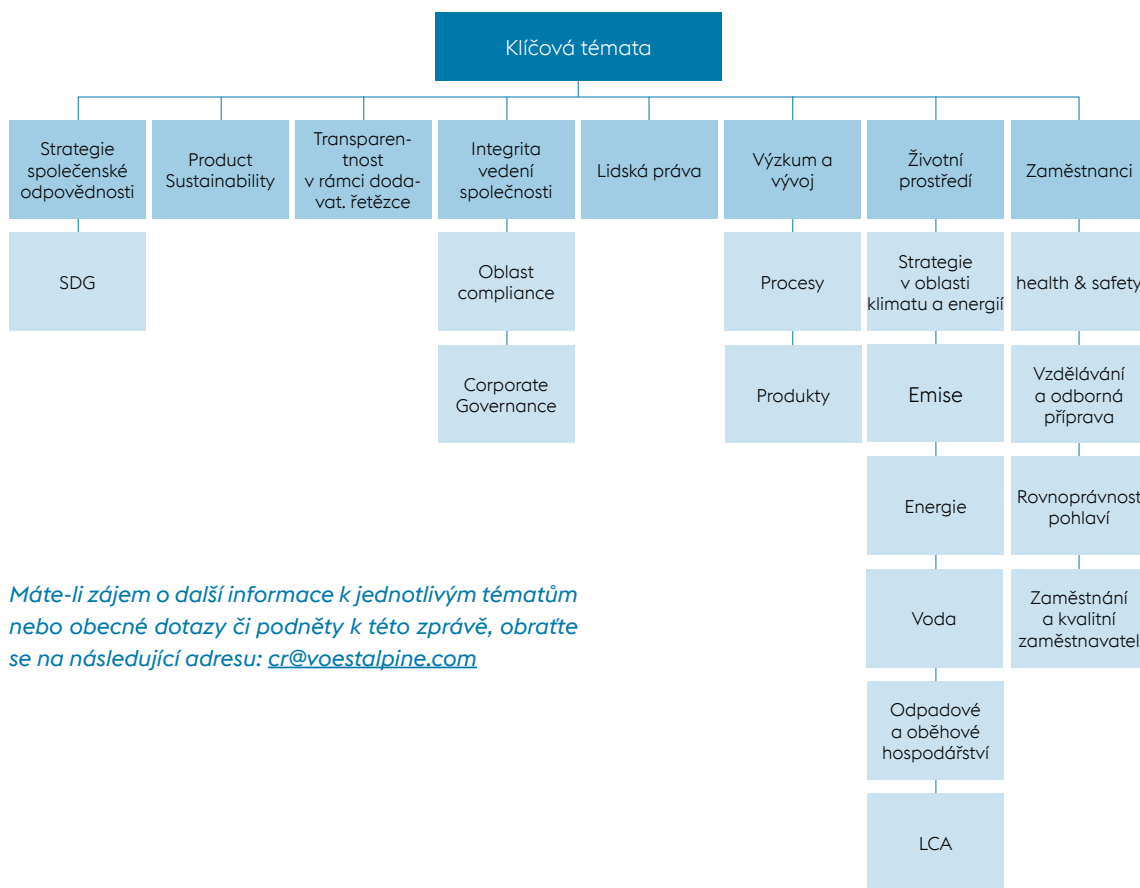 Klíčová témata
Strategie
společenské
odpovědnosti
Product
Sustainability
Transparen-
tnost
v rámci doda-
vat. řetězce
Integrita
vedení
společnosti
Lidská práva
Výzkum a
vývoj
Životní
prostředí
Zaměstnanci
SDG
Oblast
compliance
Procesy
Strategie
v oblasti
klimatu a energií
health & safety
Corporate
Governance
Produkty
Emise
Vzdělávání
a odborná
příprava
Energie
Rovnoprávnost
pohlaví
Máte-li zájem o další informace k jednotlivým tématům
nebo obecné dotazy či podněty k této zprávě, obraťte
se na následující adresu: cr@voestalpine.com
Voda
Zaměstnání
a kvalitní
zaměstnavatel
Odpadové
a oběhové
hospodářství
LCA